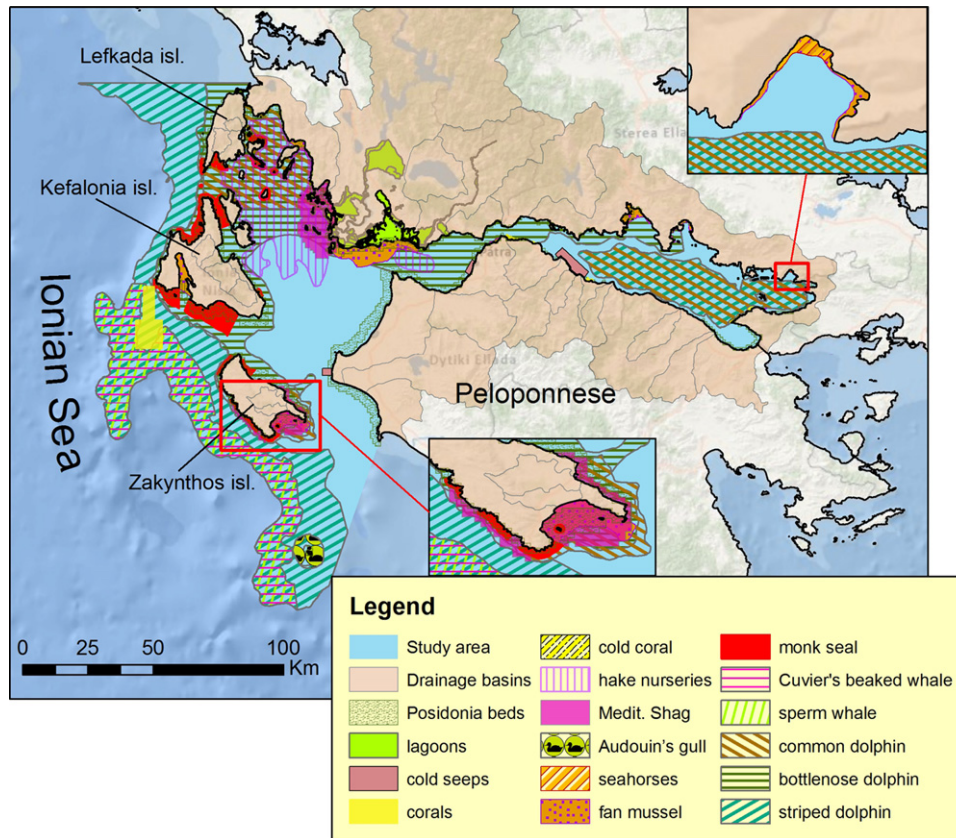 Lefkada isl.
Sterea Ella
Kefalonia isl.
Ionia
Patra
Ionian Sea
Dytiki Ellada
Peloponnese
Zakynthos isl.
0 25 50 100
Km
Legend
Study area
Drainage basins
Posidonia beds
lagoons
cold seeps
corals
cold coral
hake nurseries
Medit. Shag
Audouin's gull
seahorses
fan mussel
monk seal
Cuvier's beaked whale
sperm whale
common dolphin
bottlenose dolphin
striped dolphin